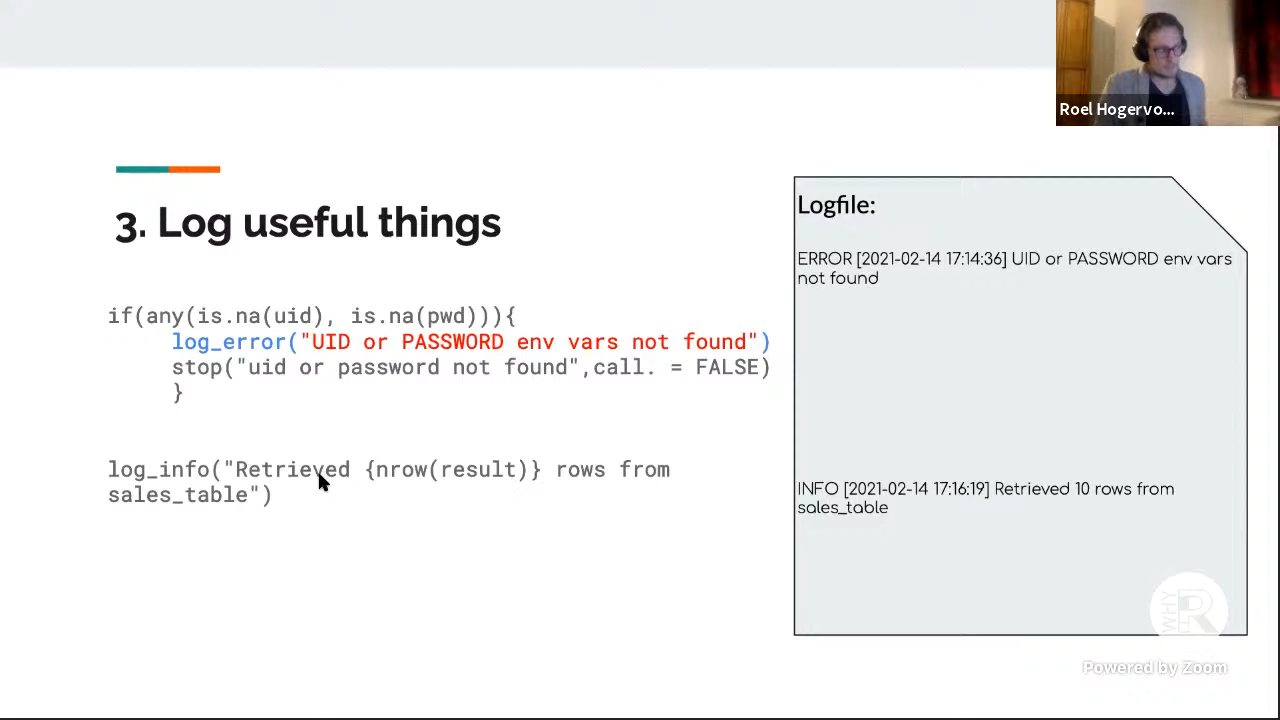 Roel Hogervo...
3. Log useful things
if(any(is.na(uid), is.na(pwd))){
log_error("UID or PASSWORD env vars not found")
stop("uid or password not found",call. = FALSE)
}
log_info("Retrieved {nrow(result)} rows from
sales_table")
Logfile:
ERROR [2021-02-14 17:14:36] UID or PASSWORD env vars
not found
INFO [2021-02-14 17:16:19] Retrieved 10 rows from
sales_table
WHY R
Powered by Zoom